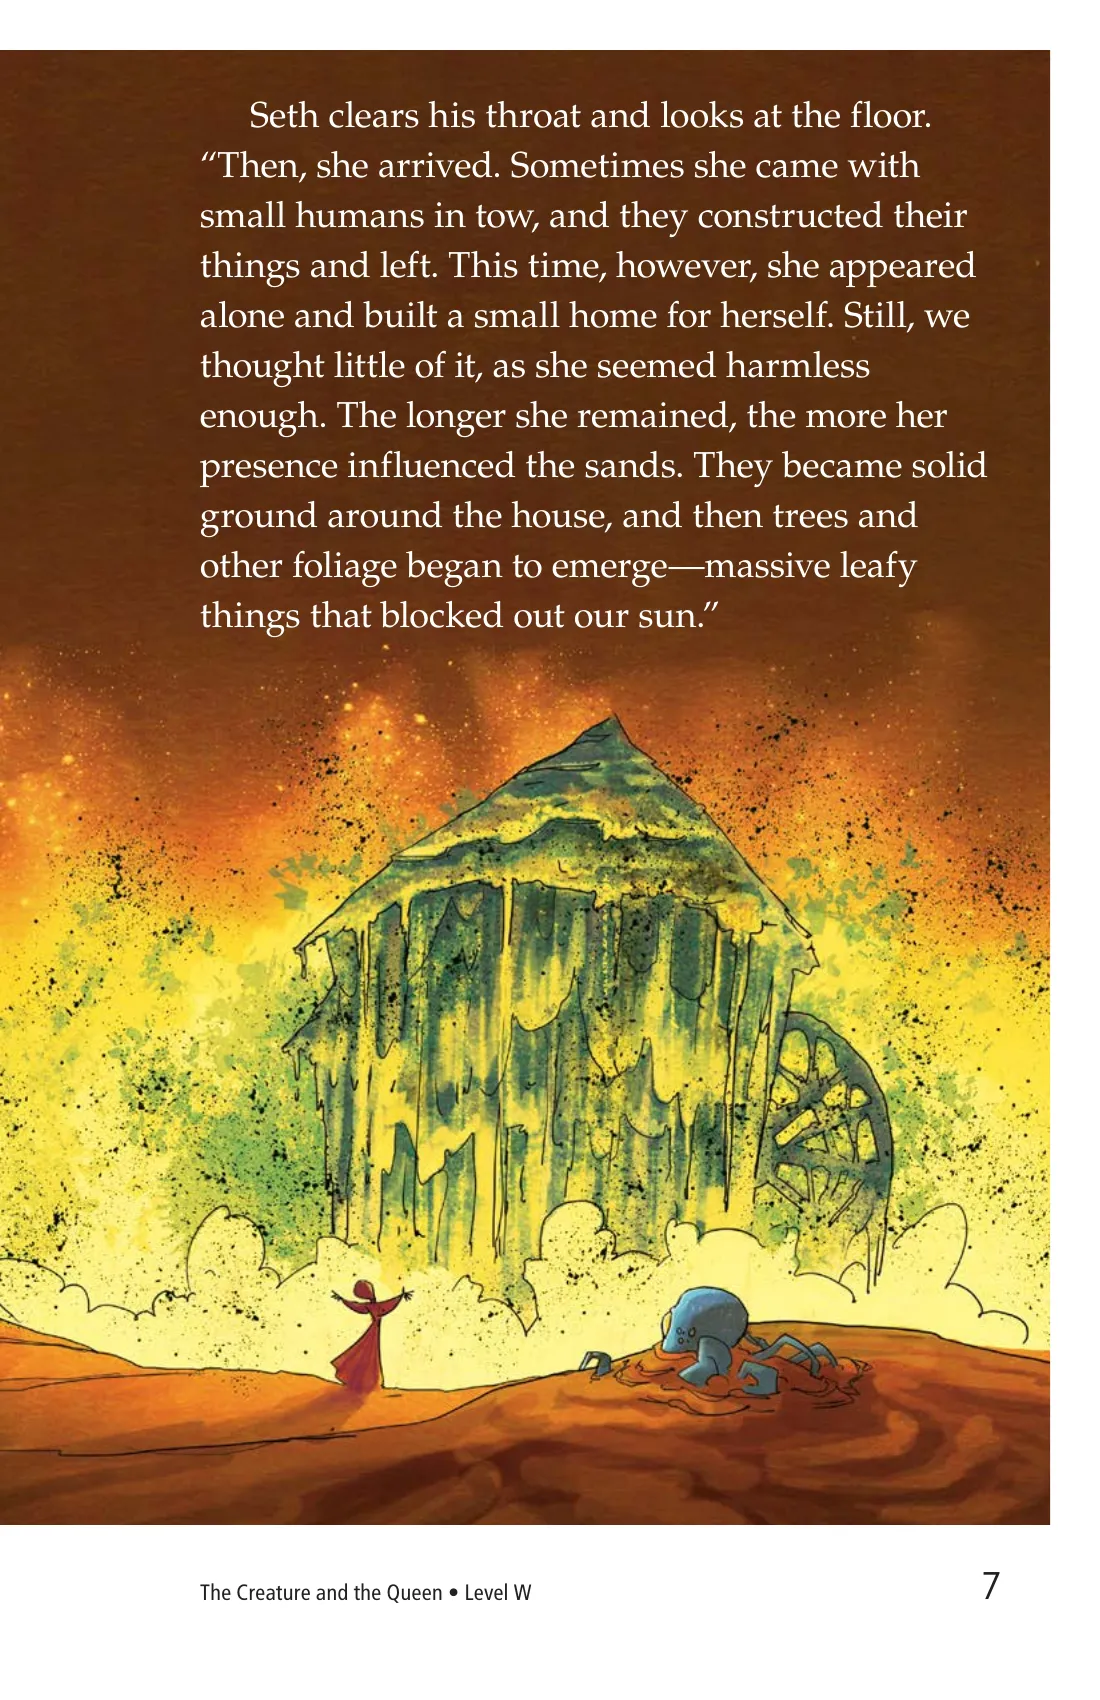 Seth clears his throat and looks at the floor.
“Then, she arrived. Sometimes she came with
small humans in tow, and they constructed their
things and left. This time, however, she appeared
alone and built a small home for herself. Still, we
thought little of it, as she seemed harmless
enough. The longer she remained, the more her
presence influenced the sands. They became solid
ground around the house, and then trees and
other foliage began to emerge—massive leafy
things that blocked out our sun.”
The Creature and the Queen • Level W
7